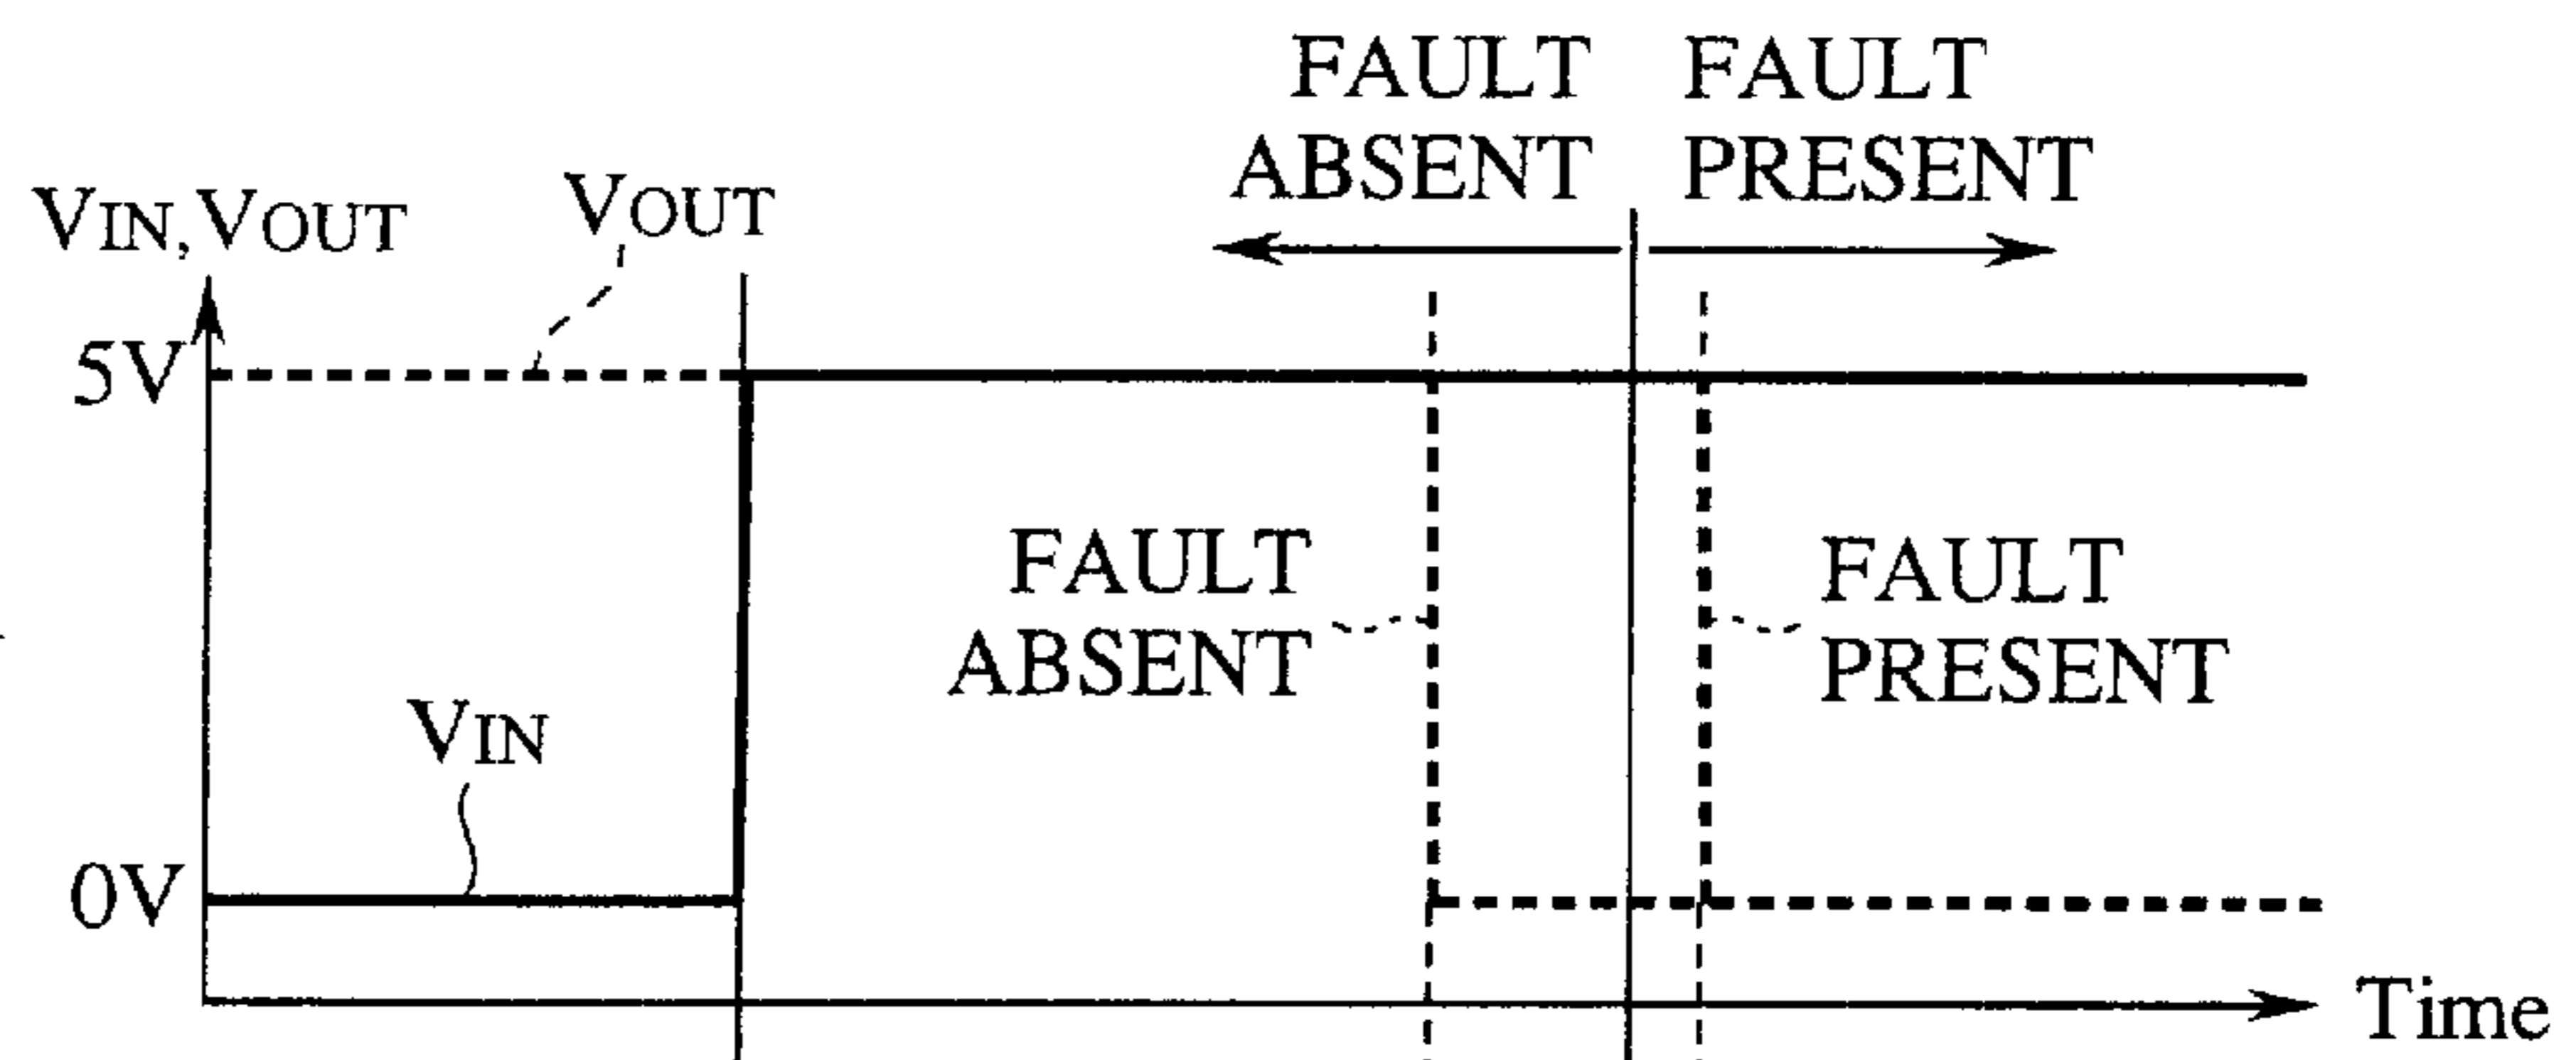 FAULT ABSENT
FAULT PRESENT
VIN,VOUT
VOUT
5V
FAULT ABSENT
FAULT PRESENT
VIN
0V
Time